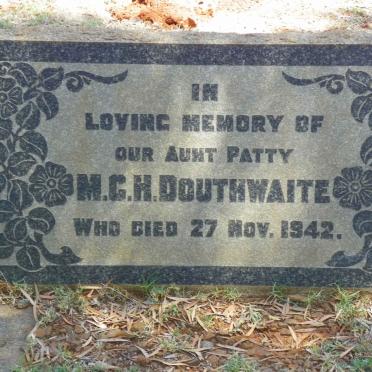 IN
LOVING MEMORY OF
OUR AUNT PATTY
M.C.H. DOUTHWAITE
WHO DIED 27 NOV. 1942.